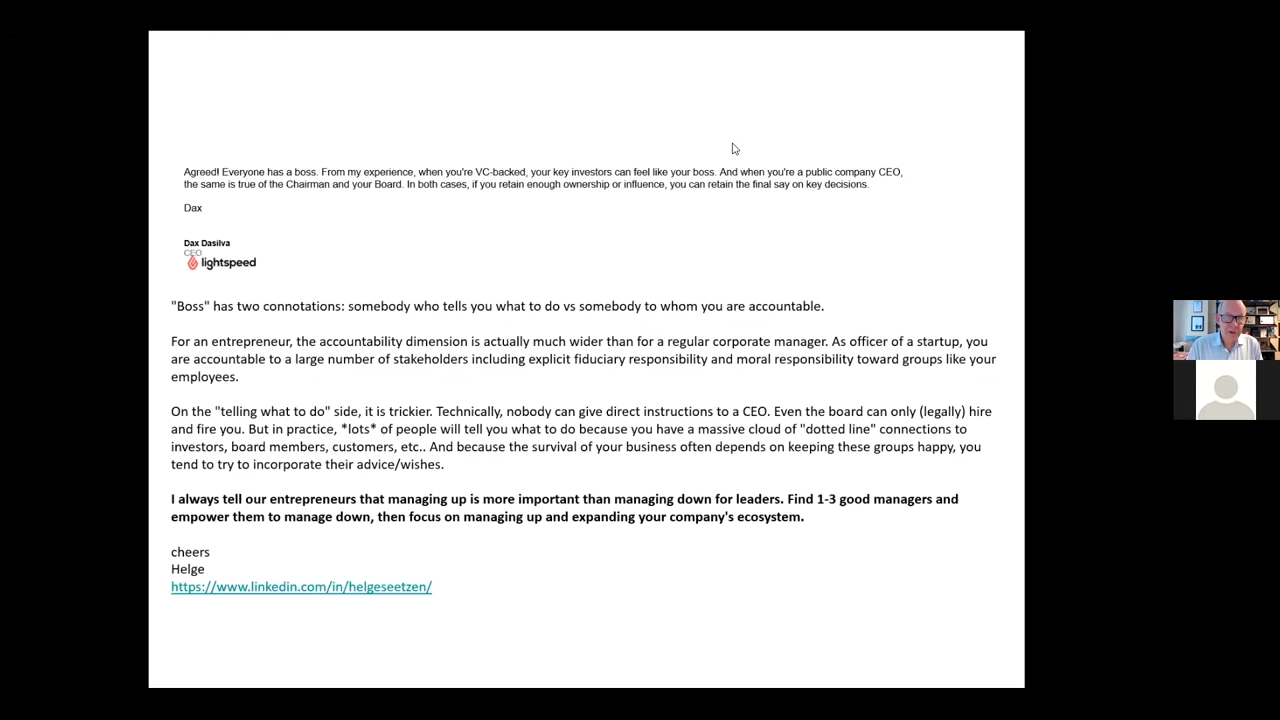 Agreed! Everyone has a boss. From my experience, when you're VC-backed, your key investors can feel like your boss. And when you're a public company CEO,
the same is true of the Chairman and your Board. In both cases, if you retain enough ownership or influence, you can retain the final say on key decisions.
Dax
Dax Dasilva
CEO
lightspeed
"Boss" has two connotations: somebody who tells you what to do vs somebody to whom you are accountable.
For an entrepreneur, the accountability dimension is actually much wider than for a regular corporate manager. As officer of a startup, you
are accountable to a large number of stakeholders including explicit fiduciary responsibility and moral responsibility toward groups like your
employees.
On the "telling what to do" side, it is trickier. Technically, nobody can give direct instructions to a CEO. Even the board can only (legally) hire
and fire you. But in practice, *lots* of people will tell you what to do because you have a massive cloud of "dotted line" connections to
investors, board members, customers, etc.. And because the survival of your business often depends on keeping these groups happy, you
tend to try to incorporate their advice/wishes.
I always tell our entrepreneurs that managing up is more important than managing down for leaders. Find 1-3 good managers and
empower them to manage down, then focus on managing up and expanding your company's ecosystem.
cheers
Helge
https://www.linkedin.com/in/helgeseetzen/